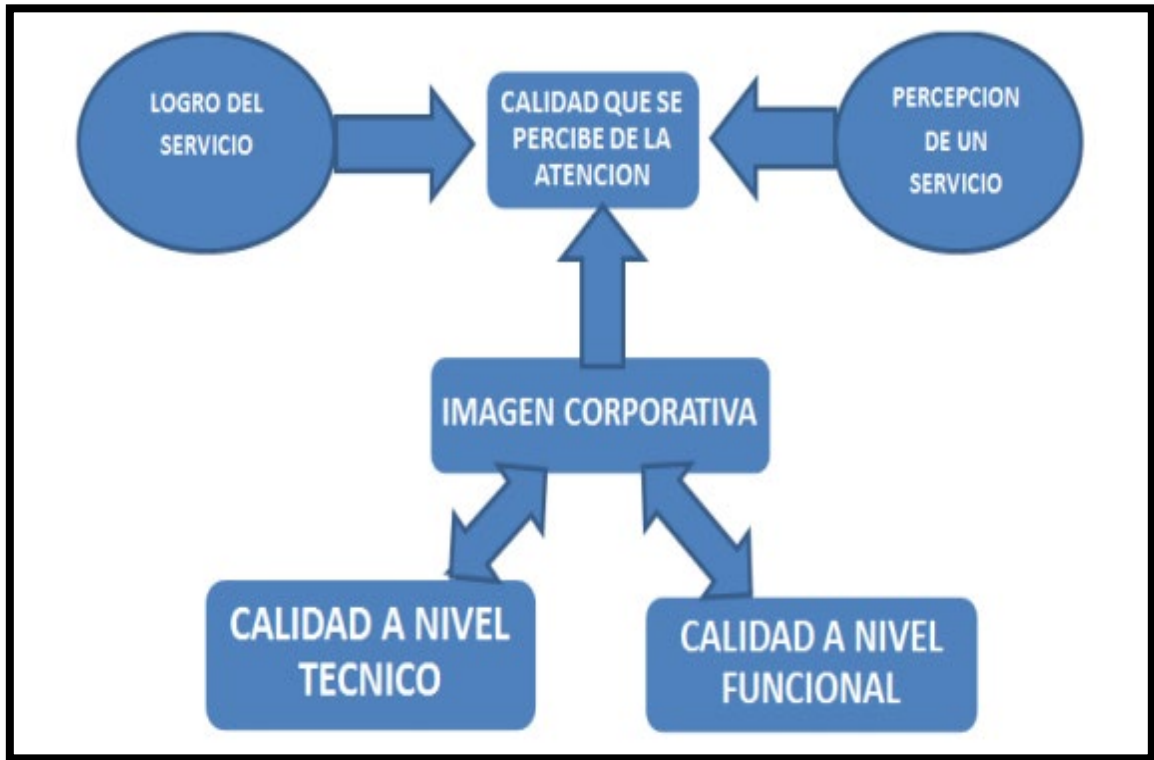 LOGRO DEL
SERVICIO
CALIDAD QUE SE
PERCIBE DE LA
ATENCION
PERCEPCION
DE UN
SERVICIO
IMAGEN CORPORATIVA
CALIDAD A NIVEL
TECNICO
CALIDAD A NIVEL
FUNCIONAL